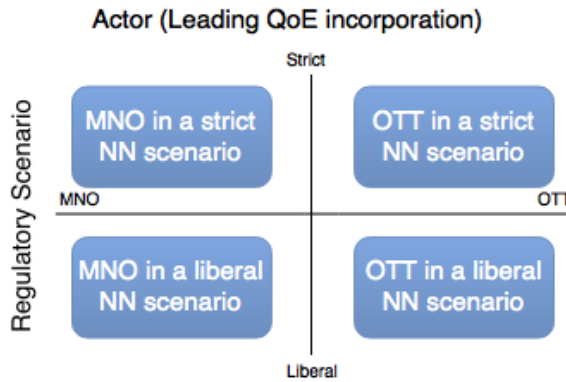 Actor (Leading QoE incorporation)
Strict
MNO in a strict
NN scenario
OTT in a strict
NN scenario
Regulatory Scenario
MNO
OTT
MNO in a liberal
NN scenario
OTT in a liberal
NN scenario
Liberal